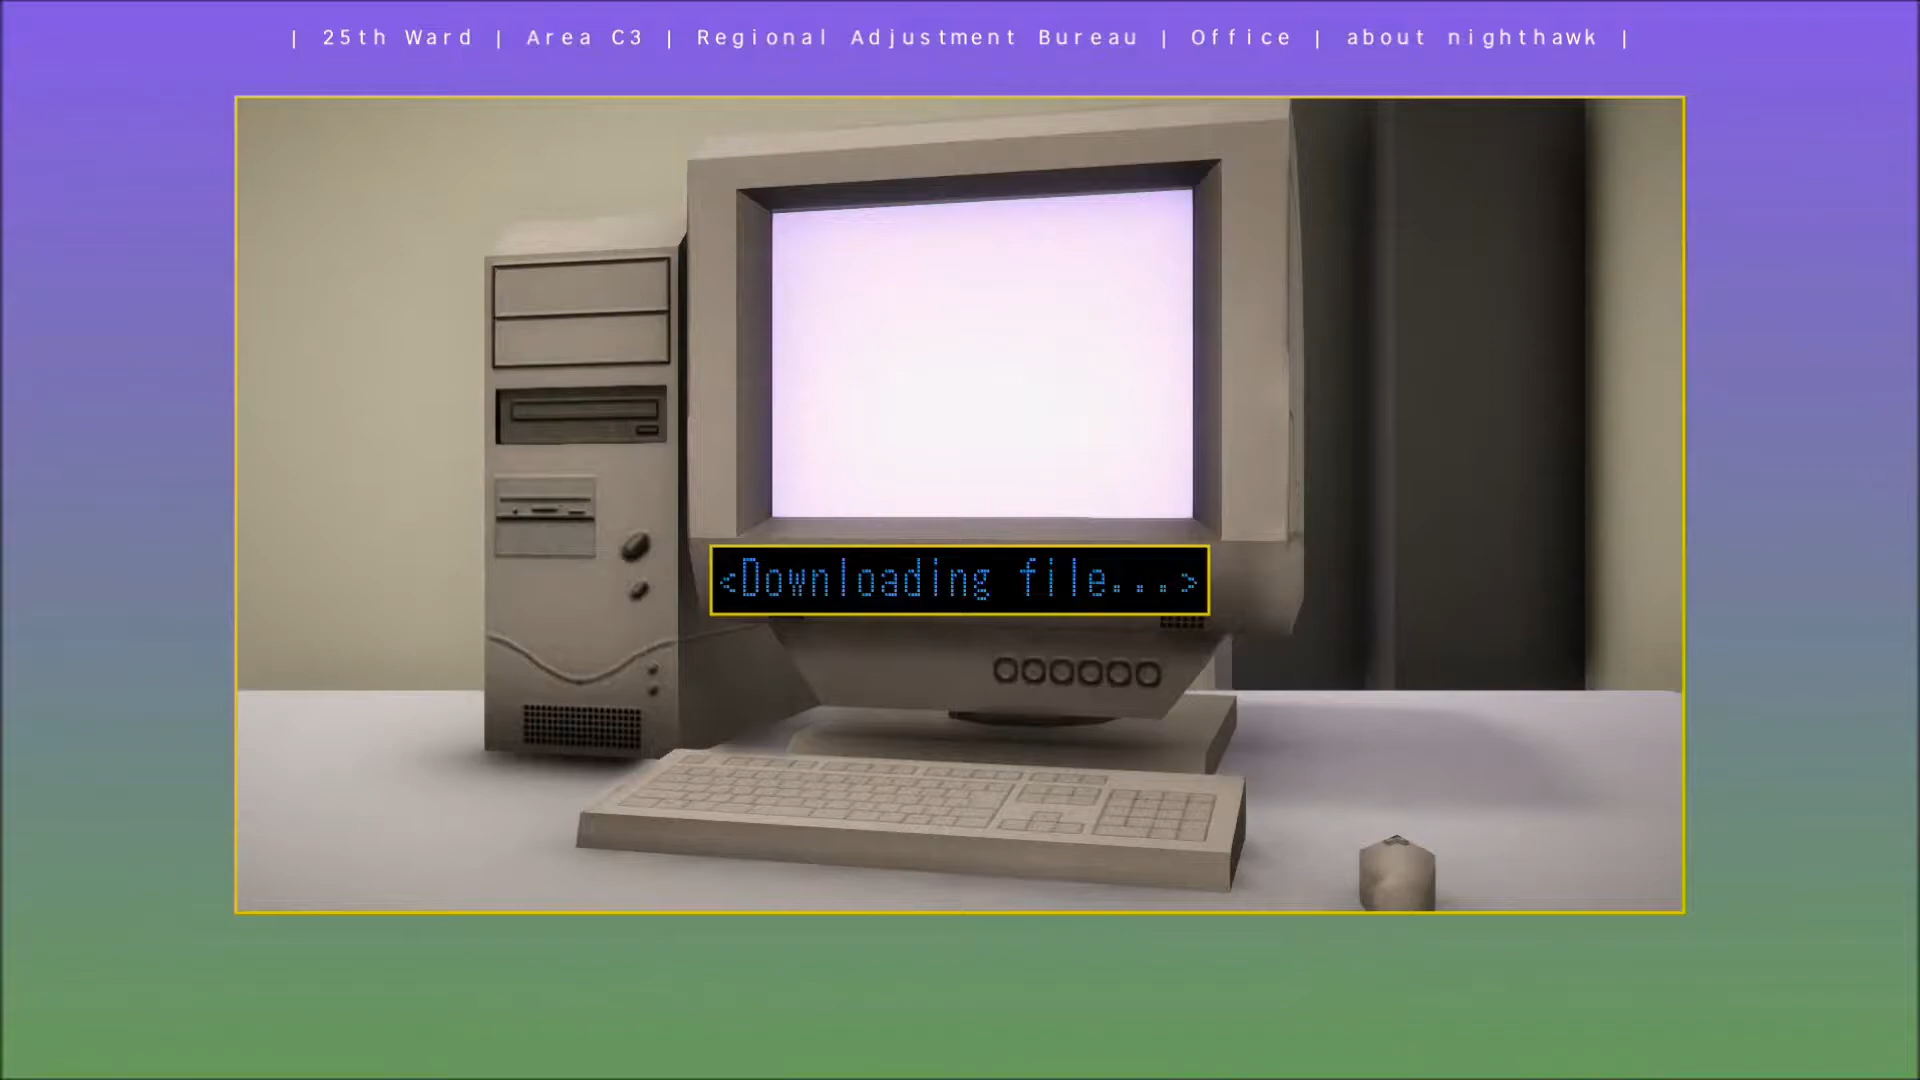 | 25th Ward | Area C3 | Regional Adjustment Bureau | Office | about nighthawk |
<Downloading file...>